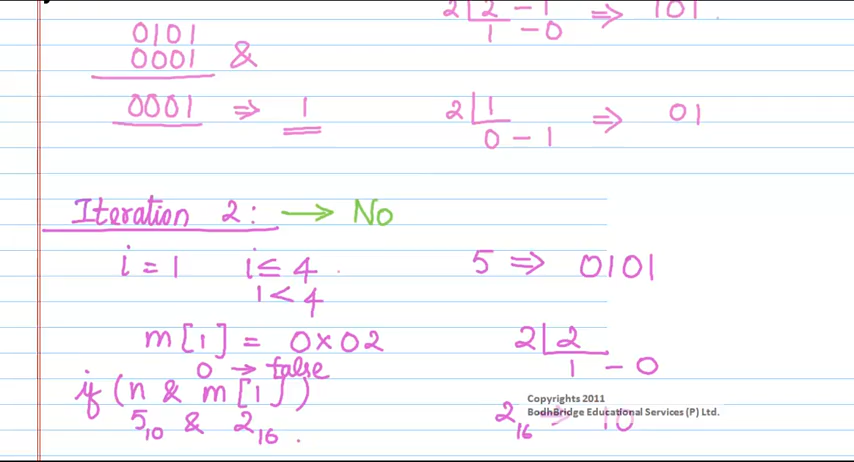 2 2 - 1 ⇒ 101
1 - 0
0101
0001 &
0001 ⇒ 1
2 1 ⇒ 01
0 - 1
Iteration 2: → No
i = 1 i ≤ 4
1 < 4
5 ⇒ 0101
m[1] = 0x02
0 → false
if (n & m[1])
5₁₀ & 2₁₆.
2 2
1 - 0
2₁₆ ⇒ 10
Copyrights 2011
BodhBridge Educational Services (P) Ltd.